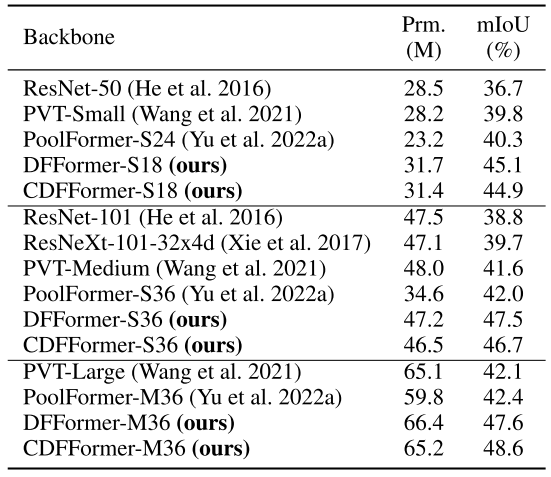 Backbone Prm. (M) mIoU (%)
ResNet-50 (He et al. 2016) 28.5 36.7
PVT-Small (Wang et al. 2021) 28.2 39.8
PoolFormer-S24 (Yu et al. 2022a) 23.2 40.3
DFFormer-S18 (ours) 31.7 45.1
CDFFormer-S18 (ours) 31.4 44.9
ResNet-101 (He et al. 2016) 47.5 38.8
ResNeXt-101-32x4d (Xie et al. 2017) 47.1 39.7
PVT-Medium (Wang et al. 2021) 48.0 41.6
PoolFormer-S36 (Yu et al. 2022a) 34.6 42.0
DFFormer-S36 (ours) 47.2 47.5
CDFFormer-S36 (ours) 46.5 46.7
PVT-Large (Wang et al. 2021) 65.1 42.1
PoolFormer-M36 (Yu et al. 2022a) 59.8 42.4
DFFormer-M36 (ours) 66.4 47.6
CDFFormer-M36 (ours) 65.2 48.6